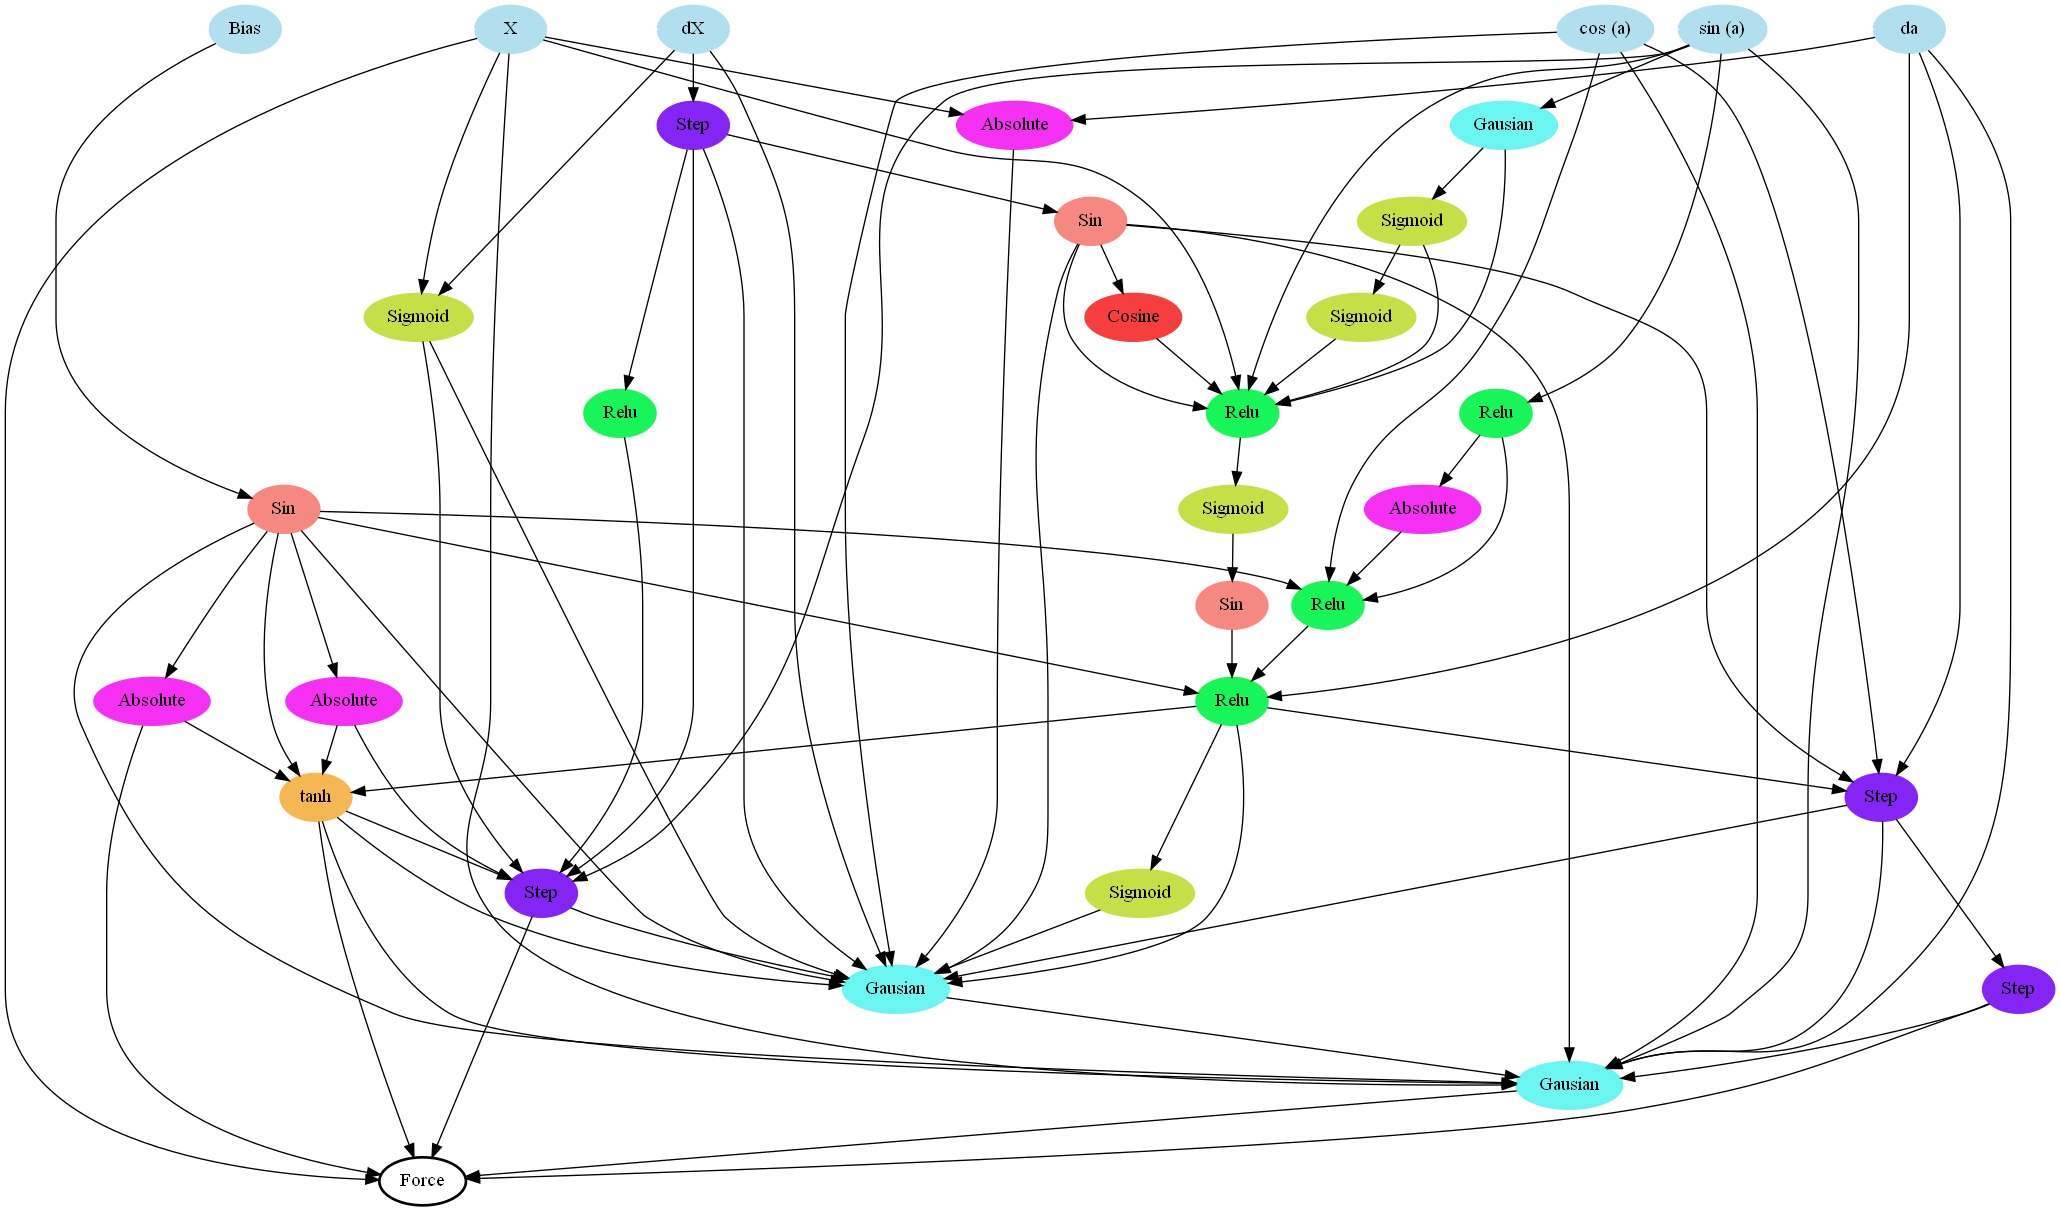 Bias
X
dX
cos (a)
sin (a)
da
Step
Absolute
Gausian
Sin
Sigmoid
Sigmoid
Cosine
Sigmoid
Relu
Relu
Relu
Sin
Sigmoid
Absolute
Sin
Relu
Absolute
Absolute
Relu
tanh
Step
Step
Sigmoid
Gausian
Step
Gausian
Force